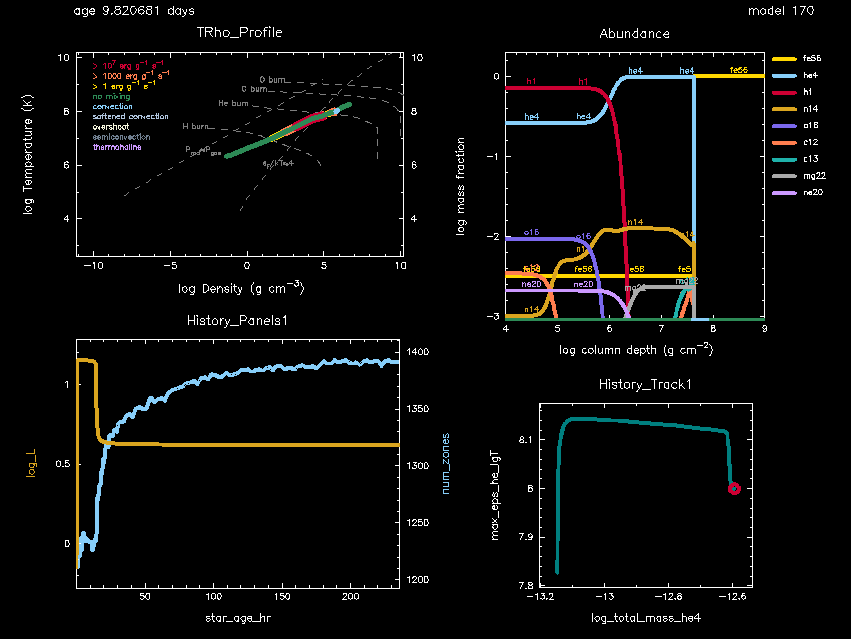 age 9.820681 days
model 170
TRho_Profile
> 10⁷ erg g⁻¹ s⁻¹
> 1000 erg g⁻¹ s⁻¹
> 1 erg g⁻¹ s⁻¹
no mixing
convection
softened convection
overshoot
semiconvection
thermohaline
O burn
C burn
He burn
H burn
10
8
6
4
10
8
6
4
−10
−5
0
5
10
log Temperature (K)
log Density (g cm⁻³)
Abundance
h1
h1
he4
he4
he4
he4
fe56
n14
n14
o16
o16
fe56
fe56
ne20
ne20
n14
0
−1
−2
−3
4
5
6
7
8
9
log mass fraction
log column depth (g cm⁻²)
fe56
he4
h1
n14
o16
c12
c13
mg22
ne20
History_Panels1
1
0.5
0
1400
1350
1300
1250
1200
50
100
150
200
log_L
num_zones
star_age_hr
History_Track1
8.1
8
7.9
7.8
−13.2
−13
−12.8
−12.6
max_eps_he_lgT
log_total_mass_he4